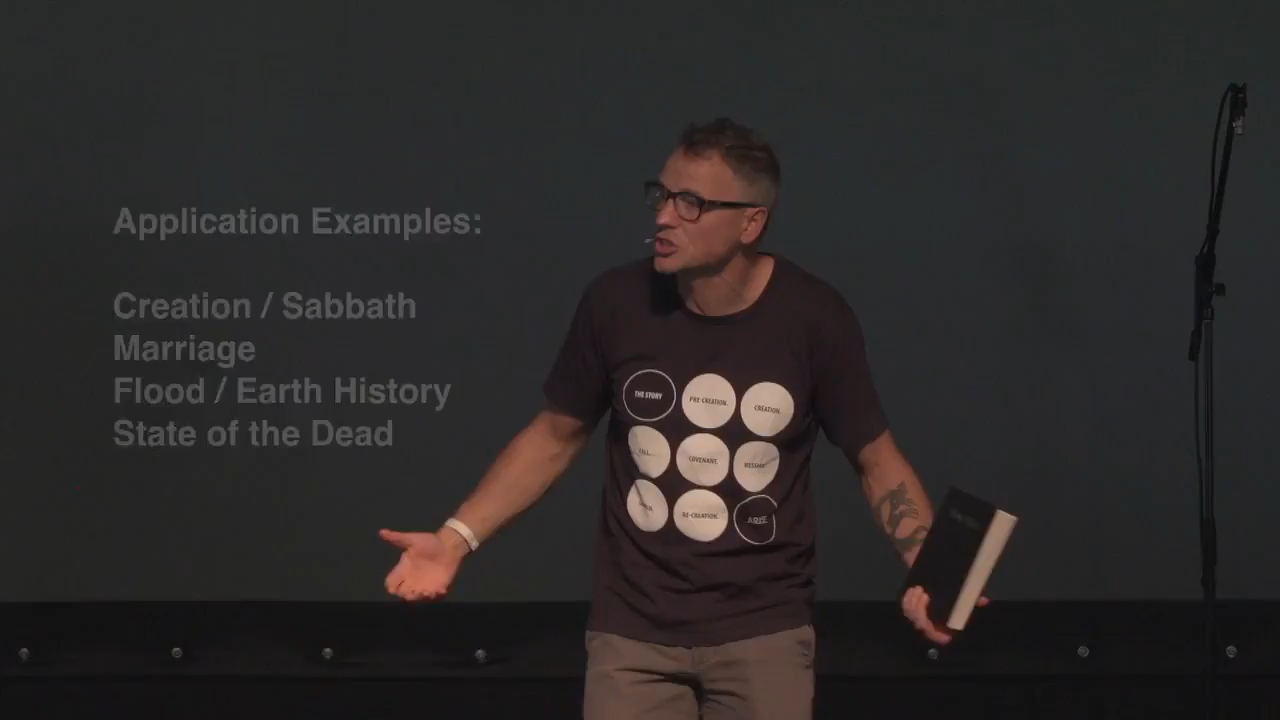 Application Examples:
Creation / Sabbath
Marriage
Flood / Earth History
State of the Dead
THE STORY
PRE-CREATION.
CREATION.
COVENANT.
RE-CREATION.
ARISE